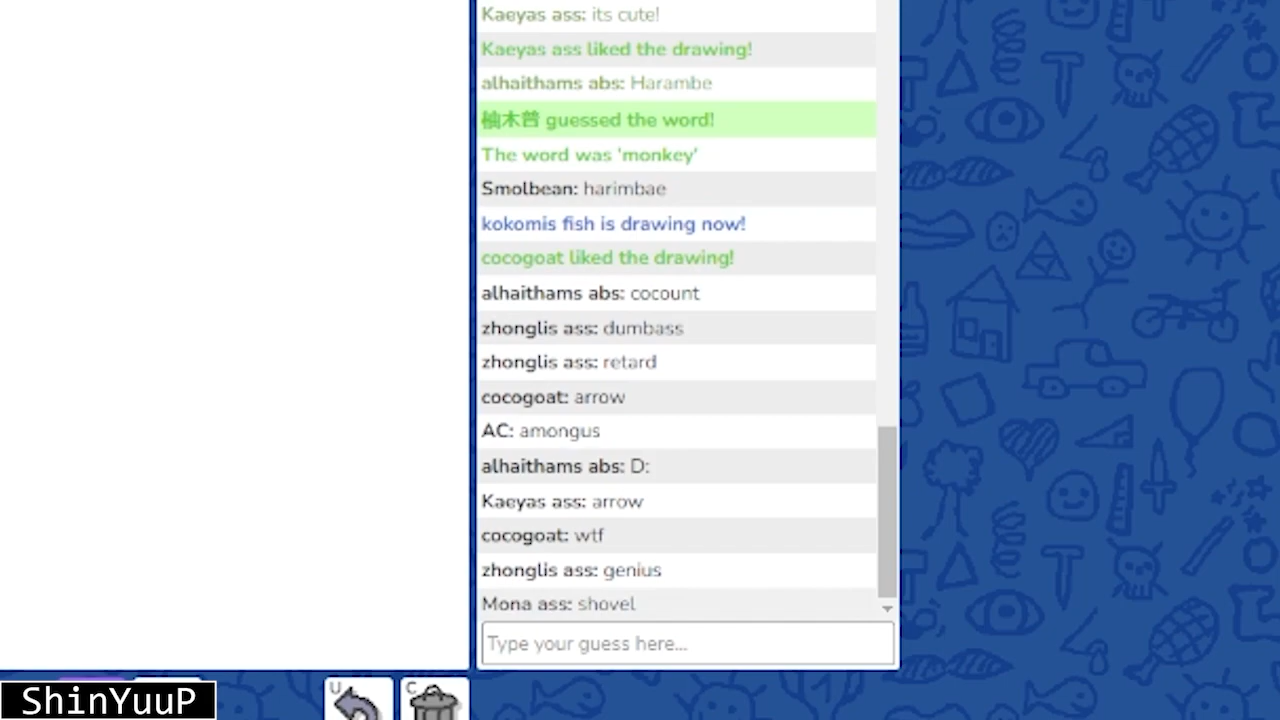 Kaeyas ass: its cute!
Kaeyas ass liked the drawing!
alhaithams abs: Harambe
柚木普 guessed the word!
The word was 'monkey'
Smolbean: harimbae
kokomis fish is drawing now!
cocogoat liked the drawing!
alhaithams abs: cocount
zhonglis ass: dumbass
zhonglis ass: retard
cocogoat: arrow
AC: amongus
alhaithams abs: D:
Kaeyas ass: arrow
cocogoat: wtf
zhonglis ass: genius
Mona ass: shovel
Type your guess here...
U C
ShinYuuP